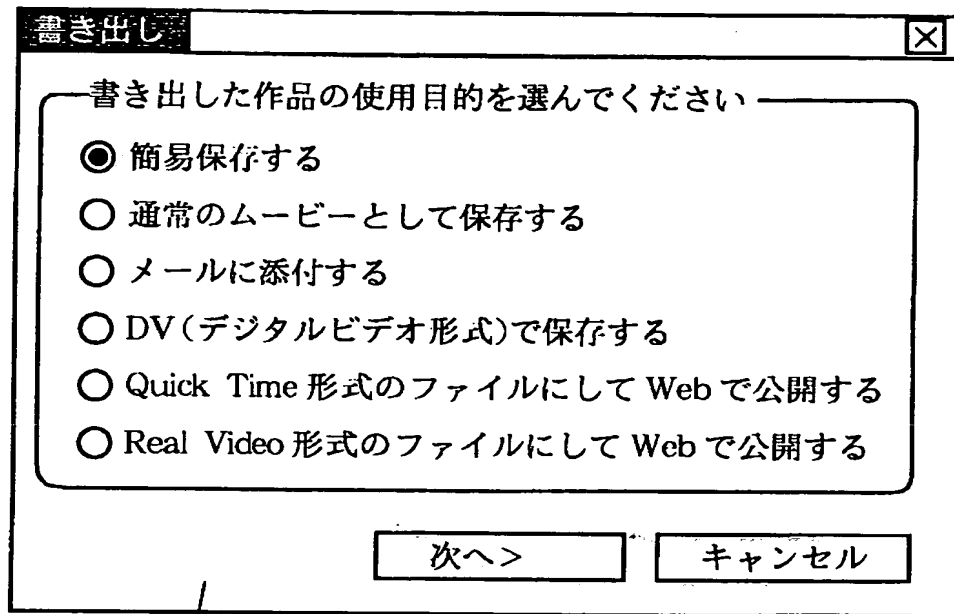 書き出し
書き出した作品の使用目的を選んでください
簡易保存する
通常のムービーとして保存する
メールに添付する
DV(デジタルビデオ形式)で保存する
Quick Time 形式のファイルにして Web で公開する
Real Video 形式のファイルにして Web で公開する
次へ> キャンセル